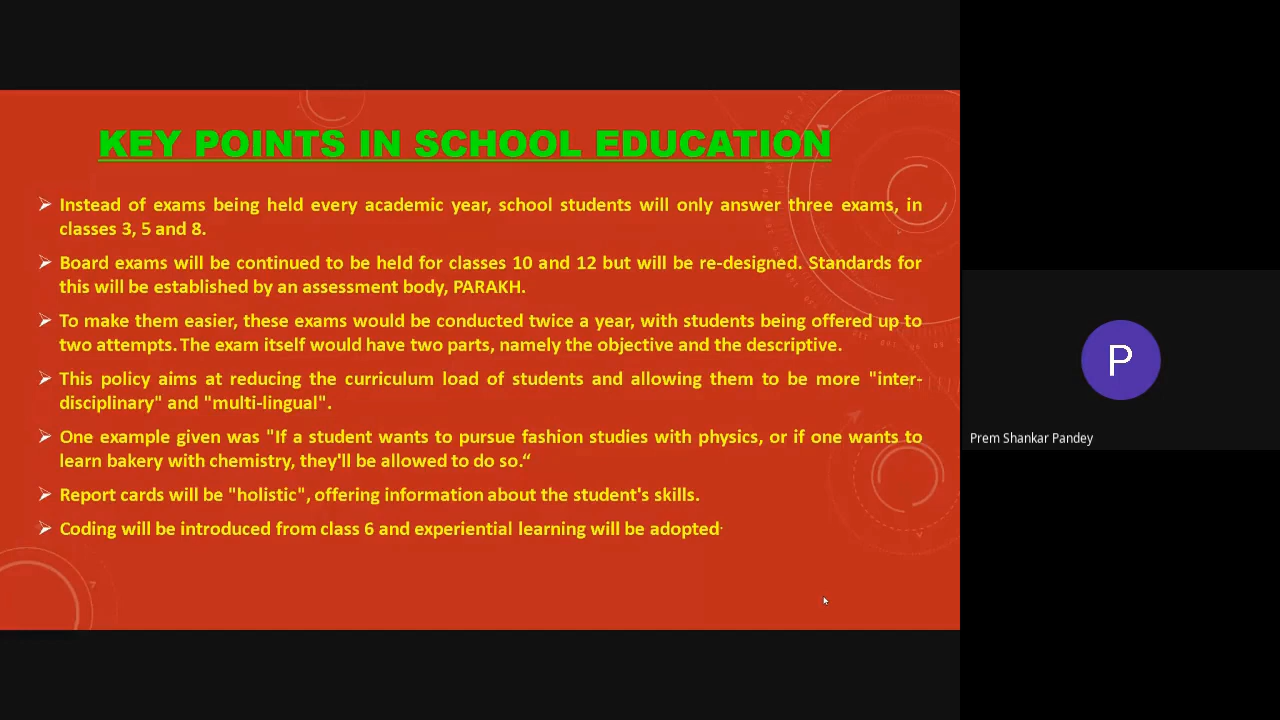 KEY POINTS IN SCHOOL EDUCATION
➢ Instead of exams being held every academic year, school students will only answer three exams, in
classes 3, 5 and 8.
➢ Board exams will be continued to be held for classes 10 and 12 but will be re-designed. Standards for
this will be established by an assessment body, PARAKH.
➢ To make them easier, these exams would be conducted twice a year, with students being offered up to
two attempts. The exam itself would have two parts, namely the objective and the descriptive.
➢ This policy aims at reducing the curriculum load of students and allowing them to be more "inter-
disciplinary" and "multi-lingual".
➢ One example given was "If a student wants to pursue fashion studies with physics, or if one wants to
learn bakery with chemistry, they'll be allowed to do so.“
➢ Report cards will be "holistic", offering information about the student's skills.
➢ Coding will be introduced from class 6 and experiential learning will be adopted.
P
Prem Shankar Pandey